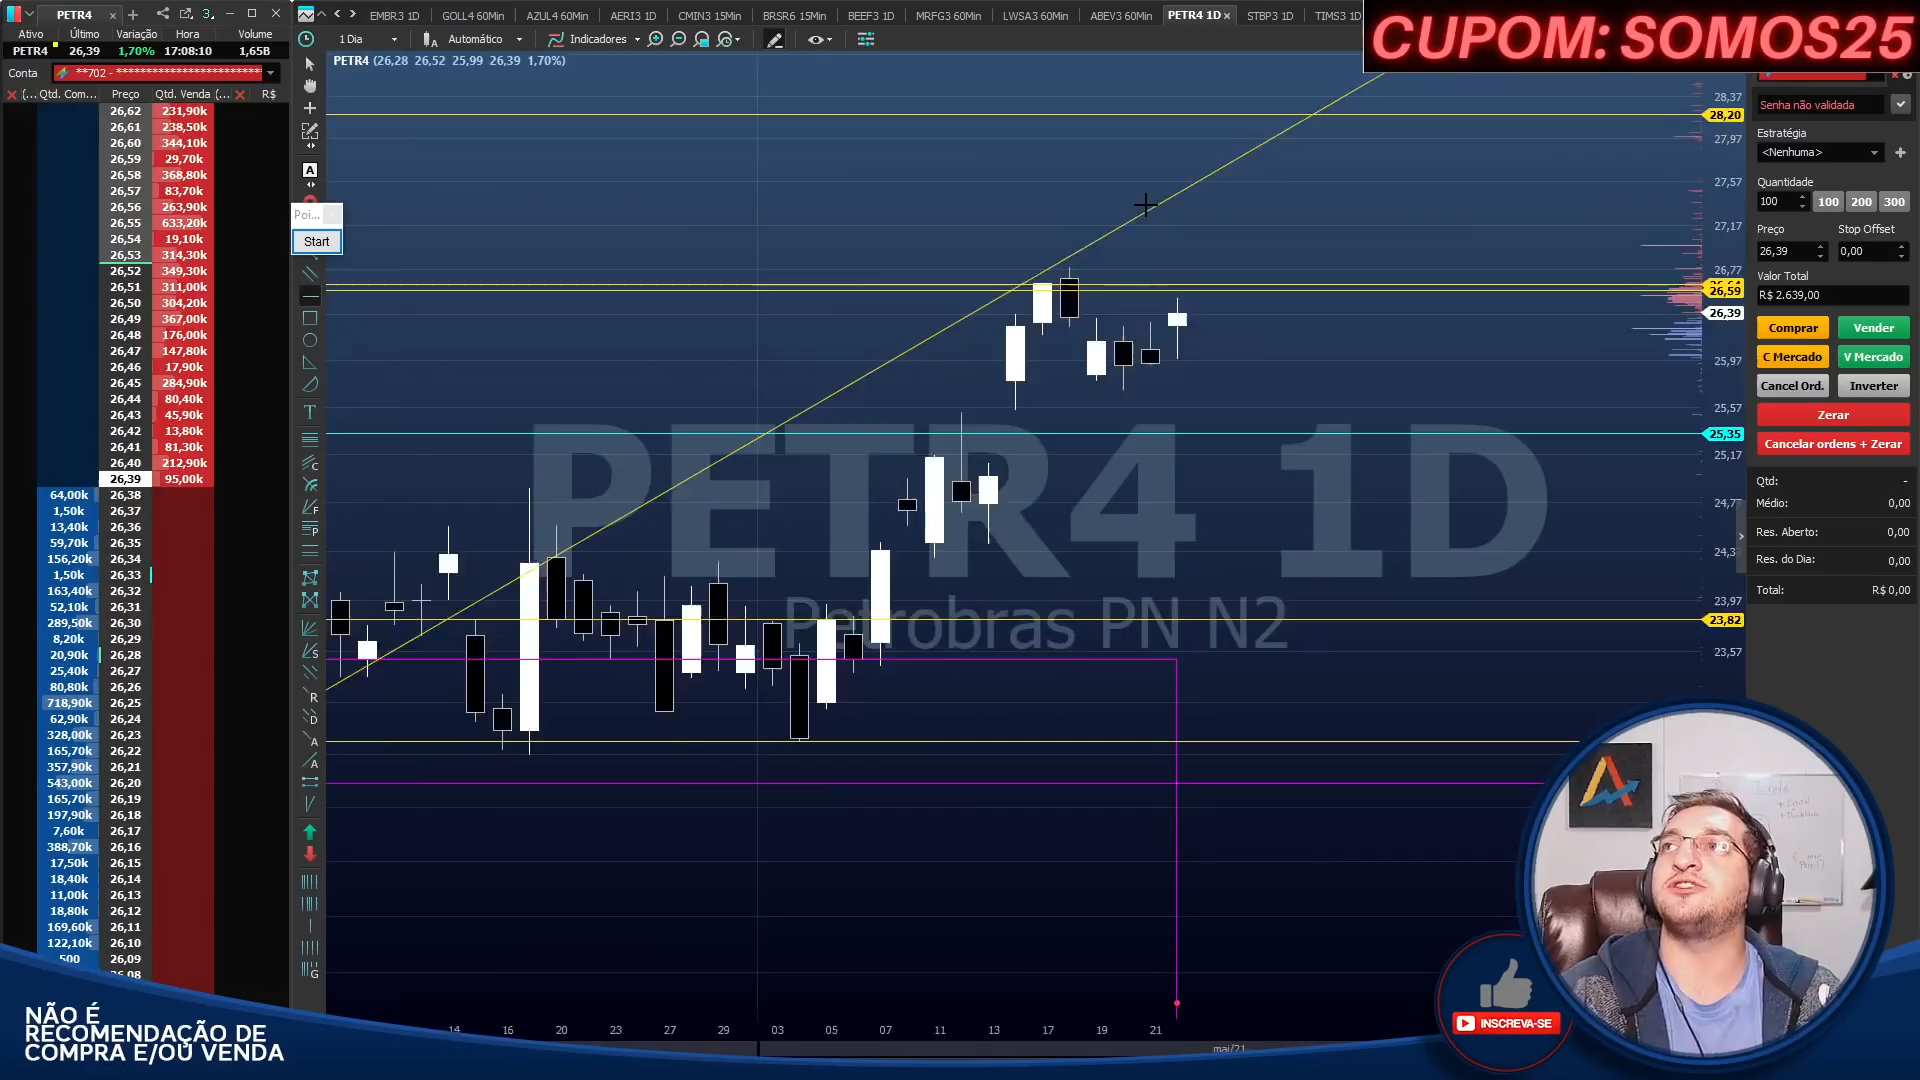 PETR4
Ativo Último Variação Hora Volume
PETR4 26,39 1,70% 17:08:10 1,65B
Conta **702 -
Qtd. Com... Preço Qtd. Venda (... R$
26,62 231,90k
26,61 238,50k
26,60 344,10k
26,59 29,70k
26,58 368,80k
26,57 83,70k
26,56 263,90k
26,55 633,20k
26,54 19,10k
26,53 314,30k
26,52 349,30k
26,51 311,00k
26,50 304,20k
26,49 367,00k
26,48 176,00k
26,47 147,80k
26,46 17,90k
26,45 284,90k
26,44 80,40k
26,43 45,90k
26,42 13,80k
26,41 81,30k
26,40 212,90k
26,39 95,00k
64,00k 26,38
1,50k 26,37
13,40k 26,36
59,70k 26,35
156,20k 26,34
1,50k 26,33
163,40k 26,32
52,10k 26,31
289,50k 26,30
8,20k 26,29
20,90k 26,28
25,40k 26,27
80,80k 26,26
718,90k 26,25
62,90k 26,24
328,00k 26,23
165,70k 26,22
357,90k 26,21
543,00k 26,20
165,70k 26,19
197,90k 26,18
7,60k 26,17
388,70k 26,16
17,50k 26,15
18,40k 26,14
11,00k 26,13
18,80k 26,12
169,60k 26,11
122,10k 26,10
500 26,09
EMBR3 1D GOLL4 60Min AZUL4 60Min AERI3 1D CMIN3 15Min BRSR6 15Min BEEF3 1D MRFG3 60Min LWSA3 60Min ABEV3 60Min PETR4 1D STBP3 1D TIMS3 1D
1 Dia Automático Indicadores
PETR4 (26,28 26,52 25,99 26,39 1,70%)
Poi...
Start
PETR4 1D
Petrobras PN N2
28,37
28,20
27,97
27,57
27,17
26,77
26,59
26,39
25,97
25,57
25,35
25,17
24,77
23,97
23,82
23,57
14 16 20 23 27 29 03 05 07 11 13 17 19 21
mai/21
CUPOM: SOMOS25
Senha não validada
Estratégia
<Nenhuma>
Quantidade
100 100 200 300
Preço Stop Offset
26,39 0,00
Valor Total
R$ 2.639,00
Comprar Vender
C Mercado V Mercado
Cancel Ord. Inverter
Zerar
Cancelar ordens + Zerar
Qtd: -
Médio: 0,00
Res. Aberto: 0,00
Res. do Dia: 0,00
Total: R$ 0,00
NÃO É
RECOMENDAÇÃO DE
COMPRA E/OU VENDA
INSCREVA-SE